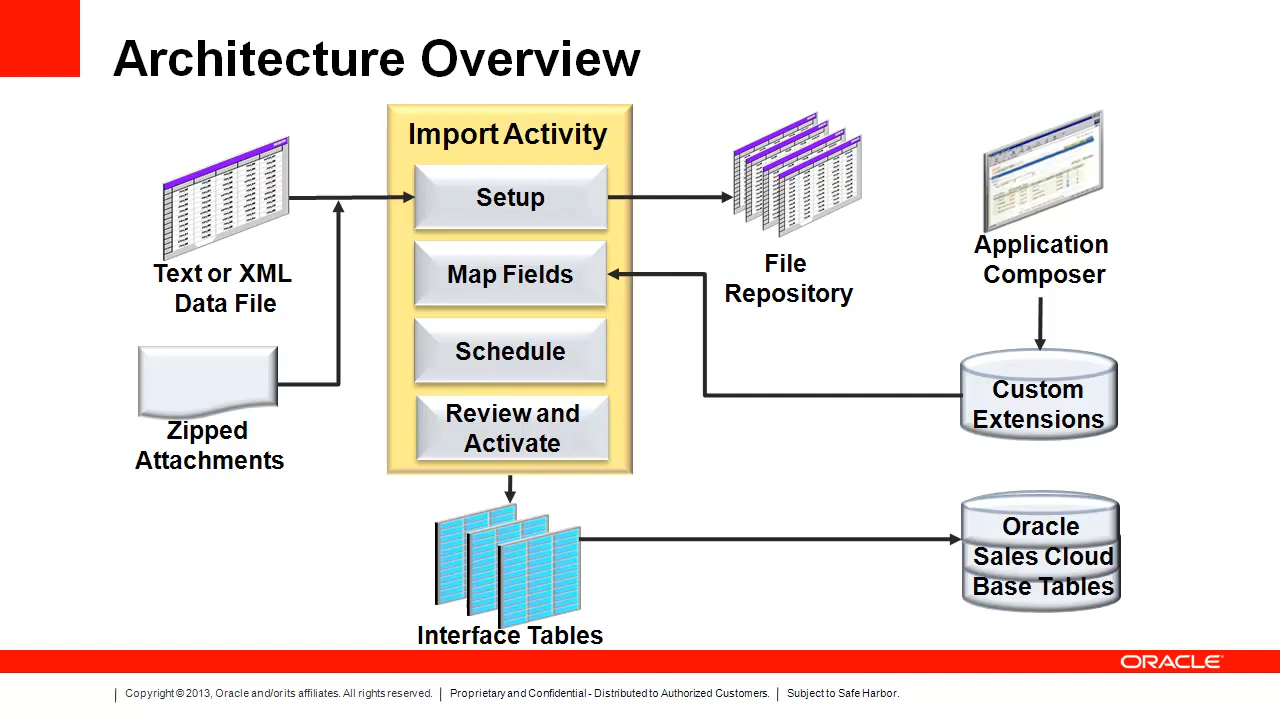 Architecture Overview
Import Activity
Setup
Map Fields
Schedule
Review and
Activate
Text or XML
Data File
Zipped
Attachments
File
Repository
Application
Composer
Custom
Extensions
Interface Tables
Oracle
Sales Cloud
Base Tables
ORACLE
Copyright © 2013, Oracle and/orits affiliates. All rights reserved. | Proprietary and Confidential - Distributed to Authorized Customers. | Subject to Safe Harbor.